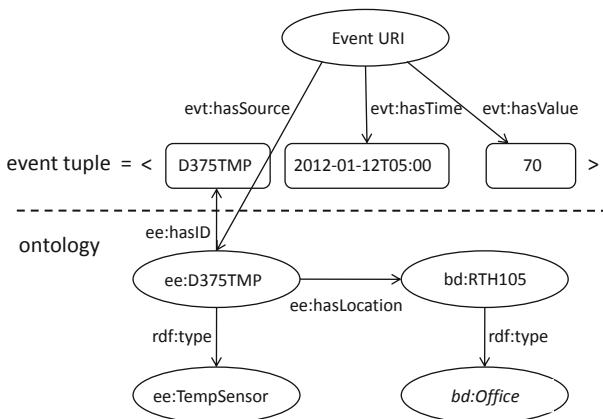 Event URI
evt:hasSource
evt:hasTime
evt:hasValue
event tuple = < D375TMP 2012-01-12T05:00 70 >
ee:hasID
ontology
ee:D375TMP
bd:RTH105
ee:hasLocation
rdf:type
rdf:type
ee:TempSensor
bd:Office